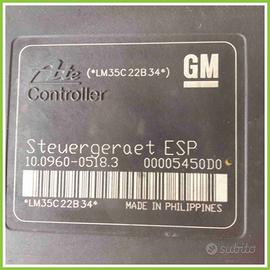 Ate
(*LM35C22B34*)
GM
Controller
Steuergeraet ESP
10.0960-0518.3 00005450D0
*LM35C22B34*
MADE IN PHILIPPINES
subito